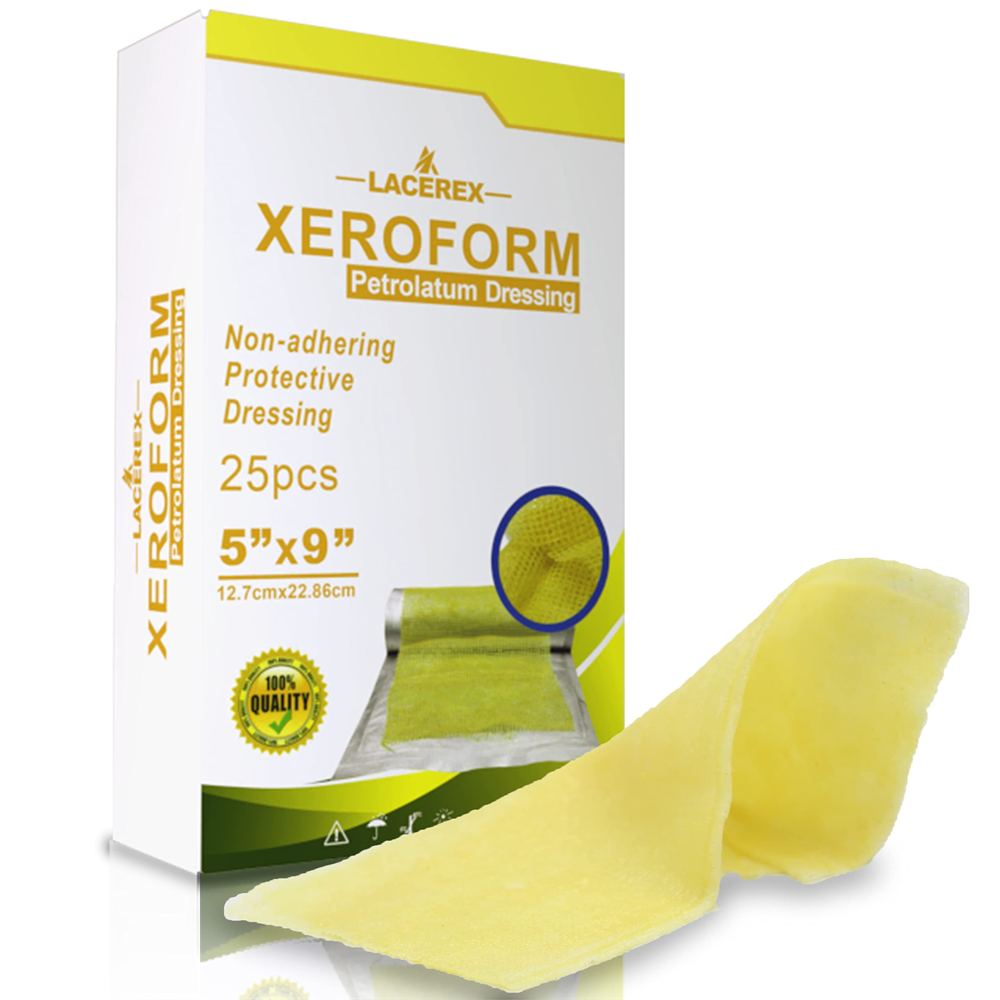 LACEREX
XEROFORM
Petrolatum Dressing
Non-adhering
Protective
Dressing
25pcs
5”x9”
12.7cmx22.86cm
100%
QUALITY
LACEREX
XEROFORM
Petrolatum Dressing